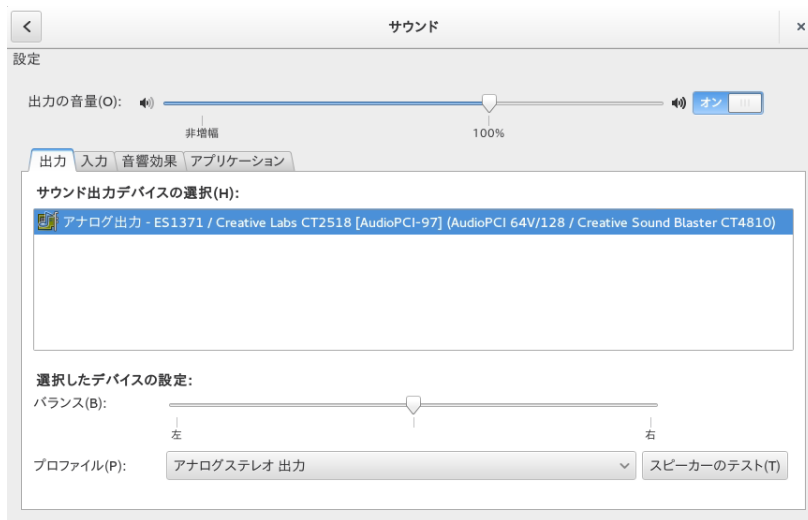 サウンド
設定
出力の音量(O): オン
非増幅 100%
出力 入力 音響効果 アプリケーション
サウンド出力デバイスの選択(H):
アナログ出力 - ES1371 / Creative Labs CT2518 [AudioPCI-97] (AudioPCI 64V/128 / Creative Sound Blaster CT4810)
選択したデバイスの設定:
バランス(B):
左 右
プロファイル(P): アナログステレオ 出力 スピーカーのテスト(T)